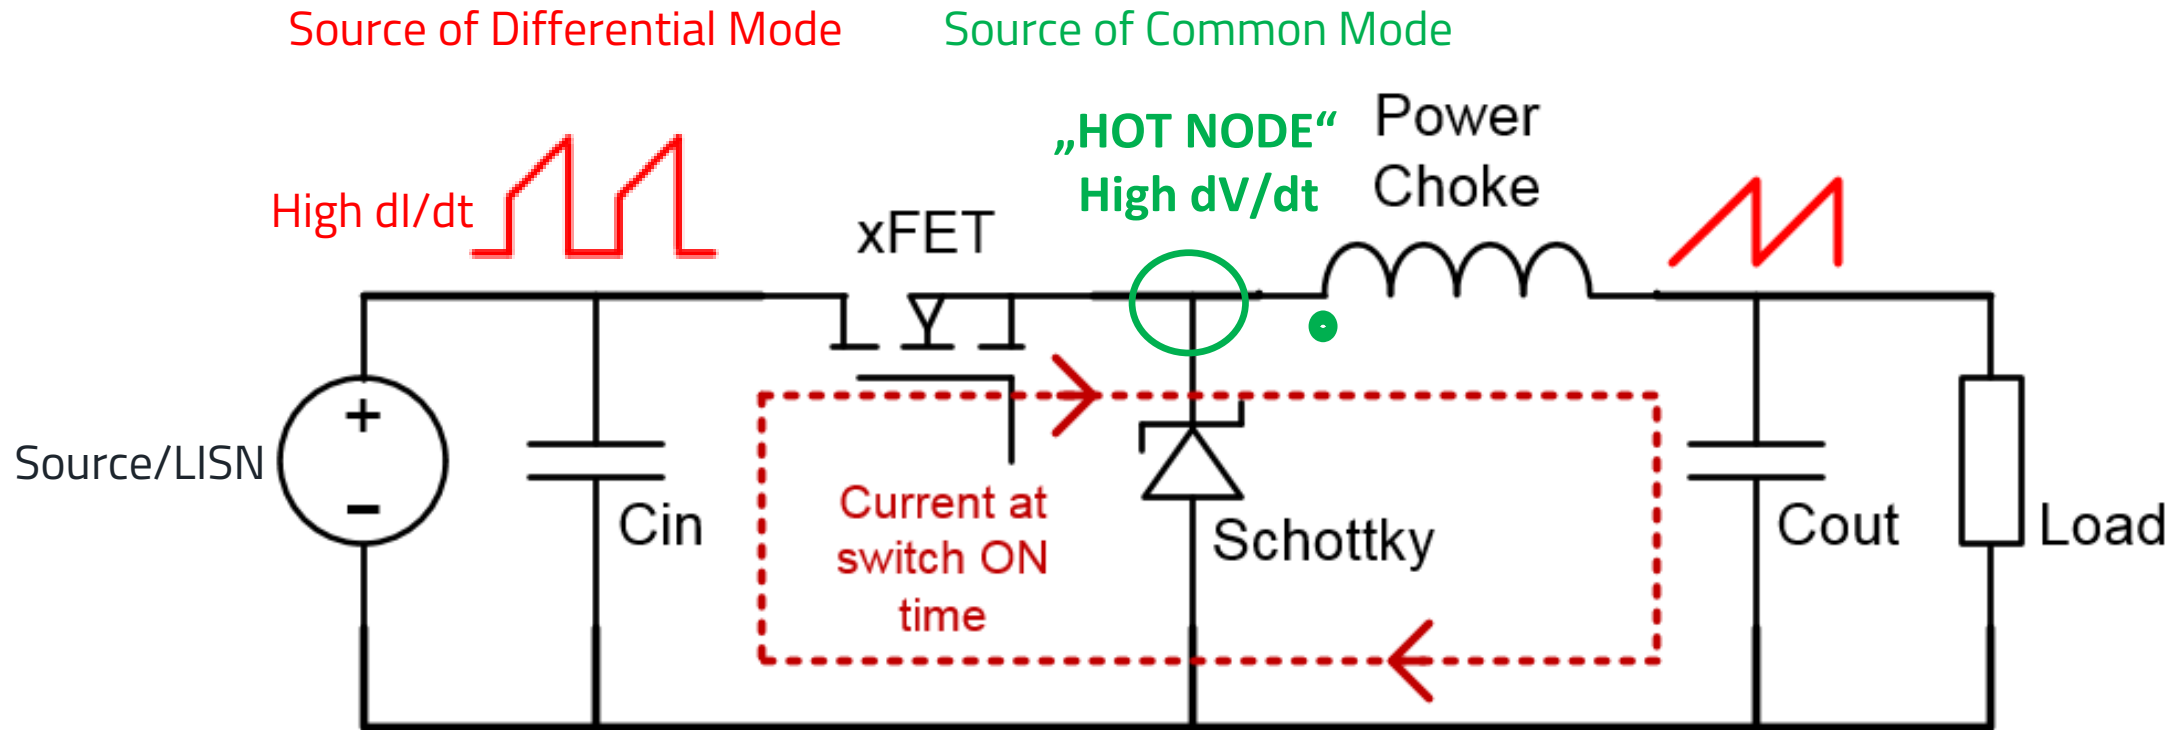 Source of Differential Mode
Source of Common Mode
„HOT NODE“
High dV/dt
Power
Choke
High dI/dt
xFET
+
Source/LISN
−
Cin
Current at
switch ON
time
Schottky
Cout
Load